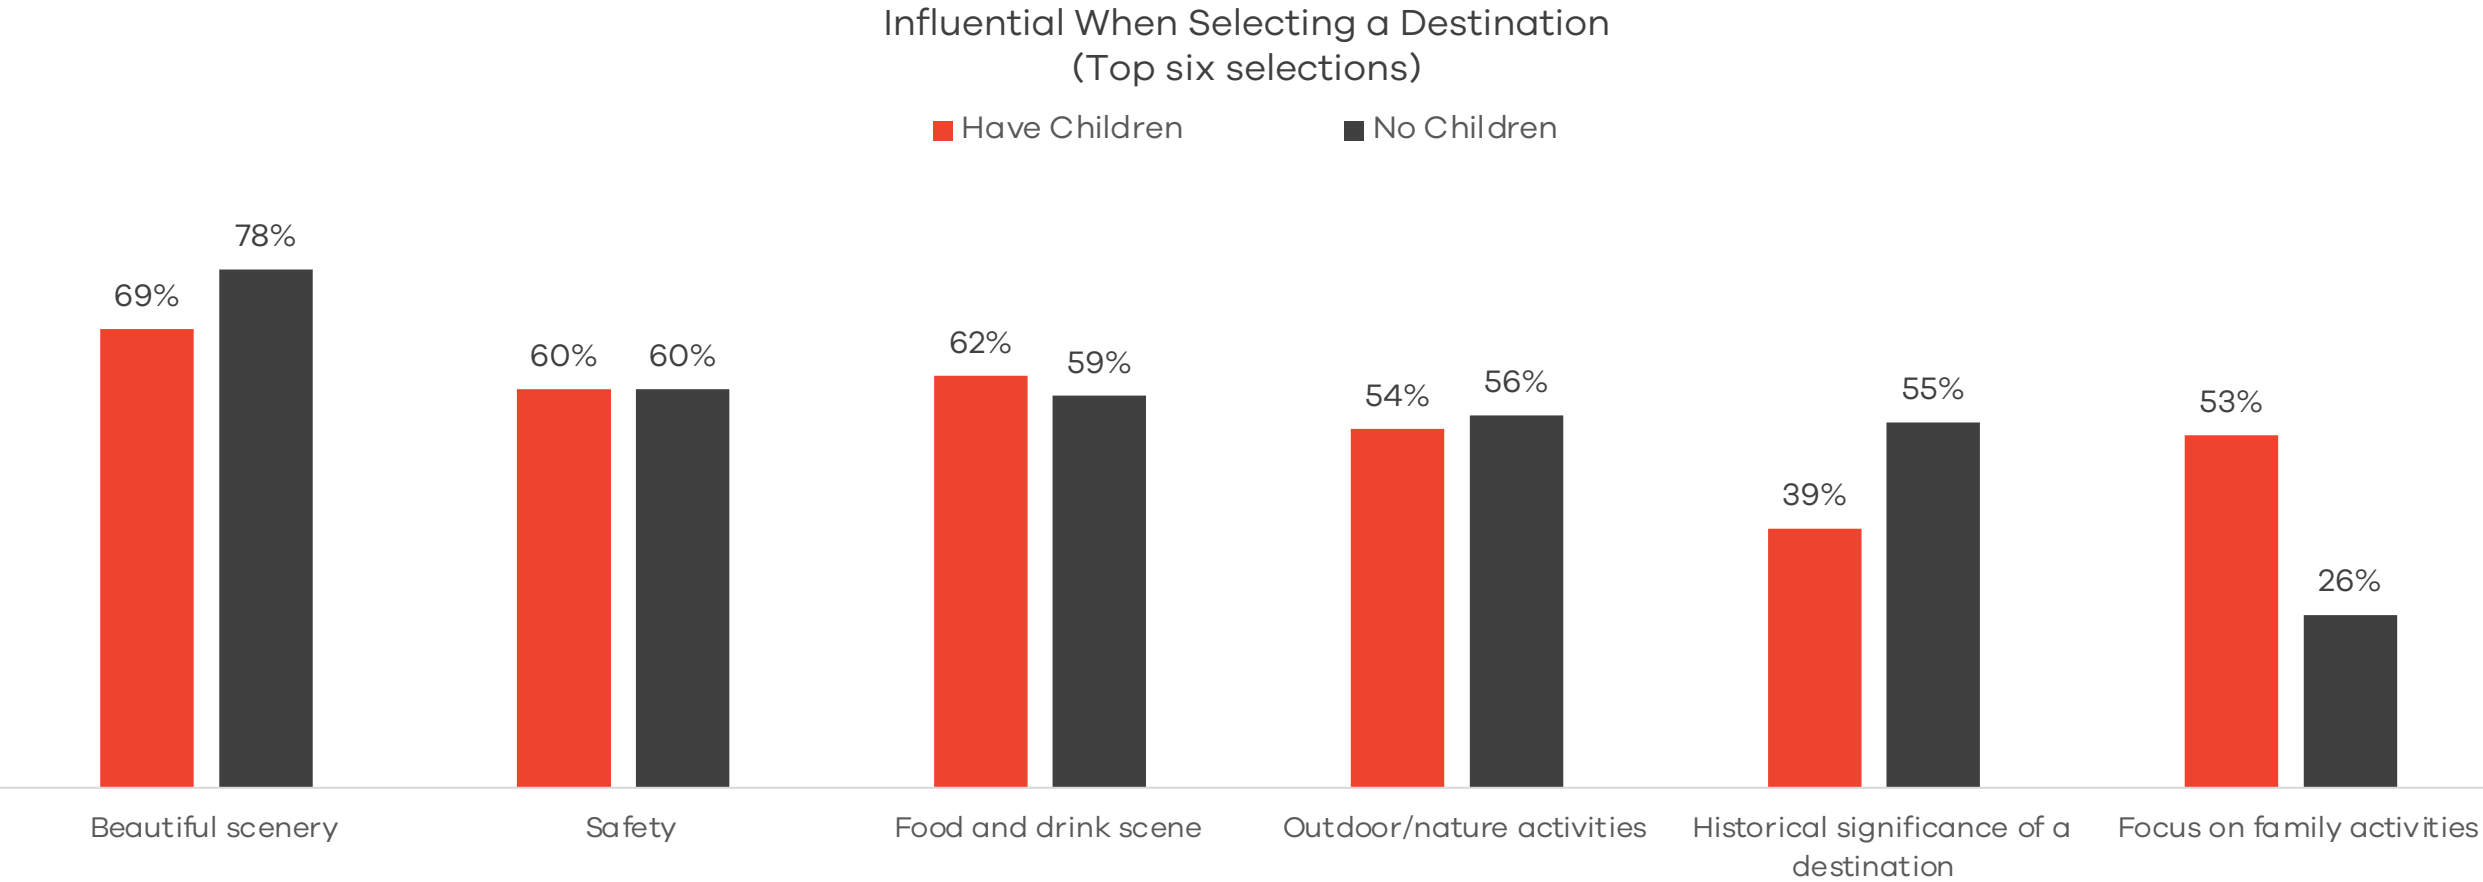 Influential When Selecting a Destination
(Top six selections)
Have Children
No Children
69%
78%
60%
60%
62%
59%
54%
56%
39%
55%
53%
26%
Beautiful scenery
Safety
Food and drink scene
Outdoor/nature activities
Historical significance of a
destination
Focus on family activities